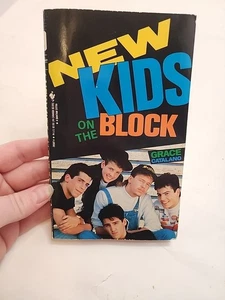 NEW
KIDS
ON
THE
BLOCK
GRACE
CATALANO